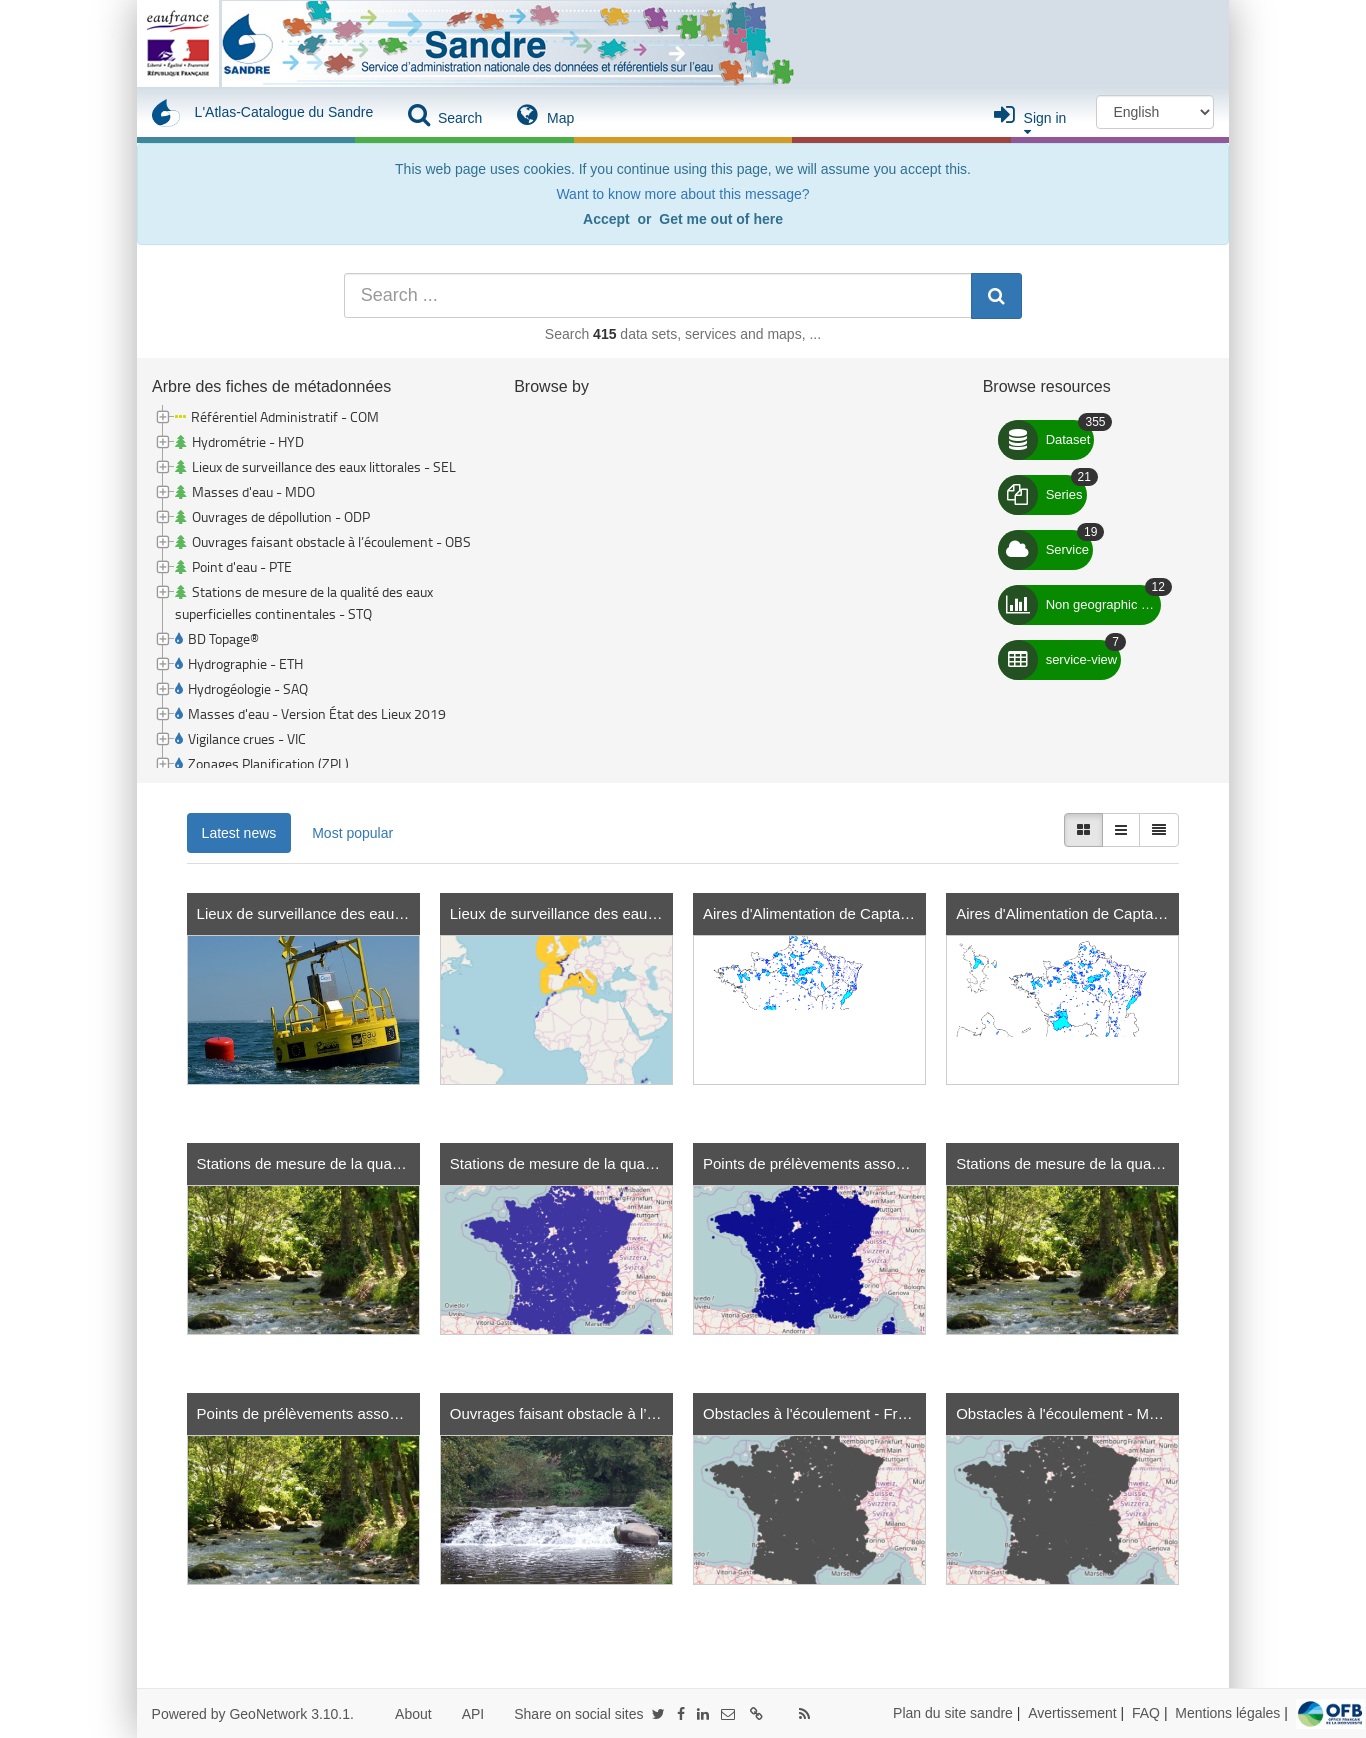 eaufrance
Liberté • Égalité • Fraternité
RÉPUBLIQUE FRANÇAISE
SANDRE
Sandre
Service d'administration nationale des données et référentiels sur l'eau
L'Atlas-Catalogue du Sandre
Search
Map
Sign in
English
This web page uses cookies. If you continue using this page, we will assume you accept this.
Want to know more about this message?
Accept or Get me out of here
Search ...
Search 415 data sets, services and maps, ...
Arbre des fiches de métadonnées
Référentiel Administratif - COM
Hydrométrie - HYD
Lieux de surveillance des eaux littorales - SEL
Masses d'eau - MDO
Ouvrages de dépollution - ODP
Ouvrages faisant obstacle à l’écoulement - OBS
Point d'eau - PTE
Stations de mesure de la qualité des eaux
superficielles continentales - STQ
BD Topage®
Hydrographie - ETH
Hydrogéologie - SAQ
Masses d'eau - Version État des Lieux 2019
Vigilance crues - VIC
Zonages Planification (ZPL)
Browse by
Browse resources
355
Dataset
21
Series
19
Service
12
Non geographic ...
7
service-view
Latest news
Most popular
Lieux de surveillance des eau...
Lieux de surveillance des eau...
Aires d'Alimentation de Capta...
Aires d'Alimentation de Capta...
Stations de mesure de la qua...
Stations de mesure de la qua...
Points de prélèvements asso...
Stations de mesure de la qua...
Points de prélèvements asso...
Ouvrages faisant obstacle à l'...
Obstacles à l'écoulement - Fr...
Obstacles à l'écoulement - M...
Powered by GeoNetwork 3.10.1.
About
API
Share on social sites
Plan du site sandre | Avertissement | FAQ | Mentions légales |
OFB
OFFICE FRANÇAIS
DE LA BIODIVERSITÉ